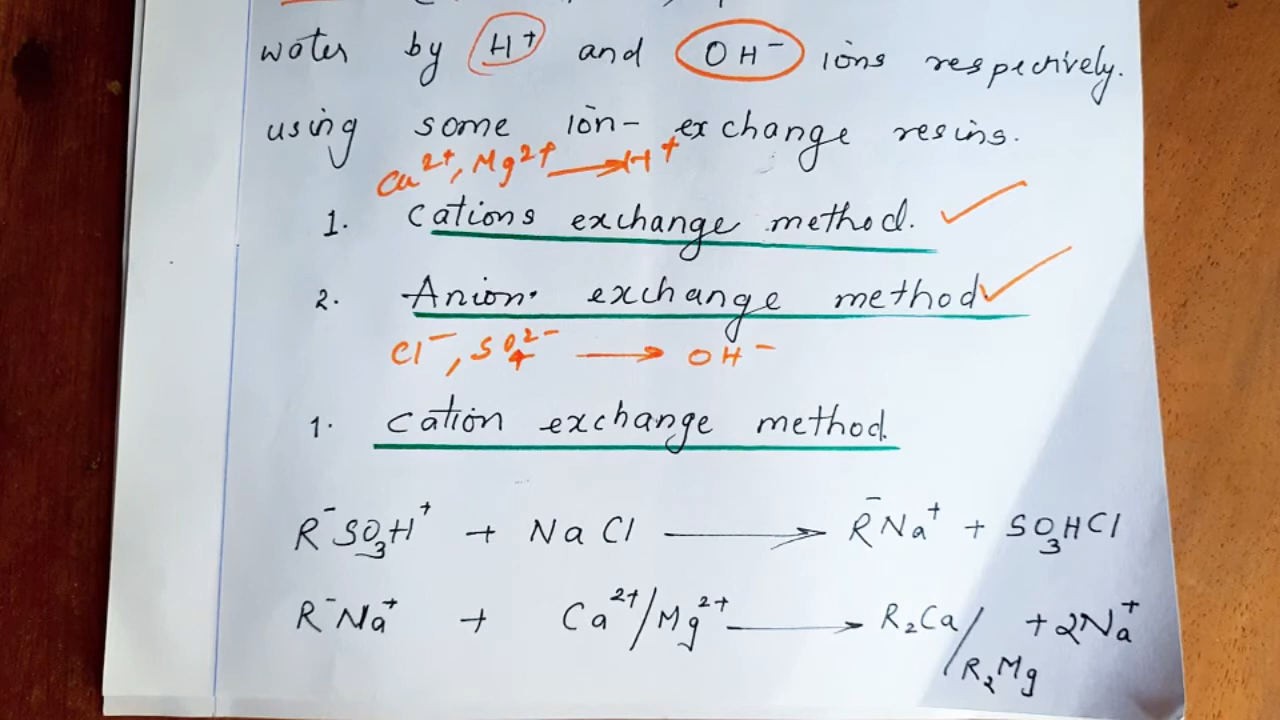 water by H⁺ and OH⁻ ions respectively.
using some ion-exchange resins.
Ca²⁺, Mg²⁺ → H⁺
1. Cations exchange method. ✓
2. Anion. exchange method ✓
Cl⁻, SO₄²⁻ → OH⁻
1. Cation exchange method.
R⁻SO₃H⁺ + NaCl → R⁻Na⁺ + SO₃HCl
R⁻Na⁺ + Ca²⁺/Mg²⁺ → R₂Ca/R₂Mg + 2Na⁺